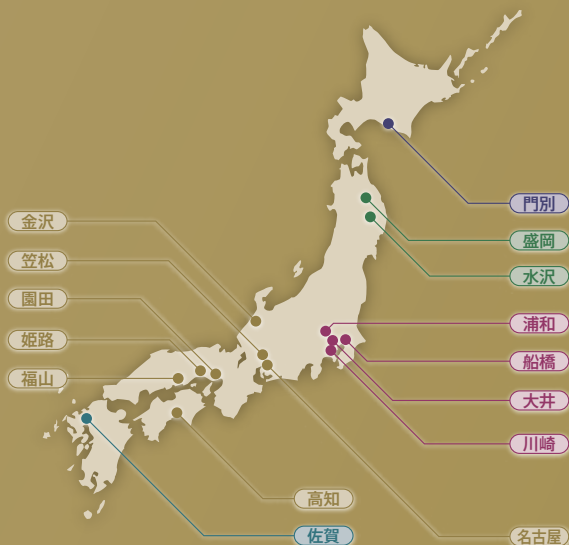 門別
盛岡
水沢
浦和
船橋
大井
川崎
名古屋
金沢
笠松
園田
姫路
福山
高知
佐賀